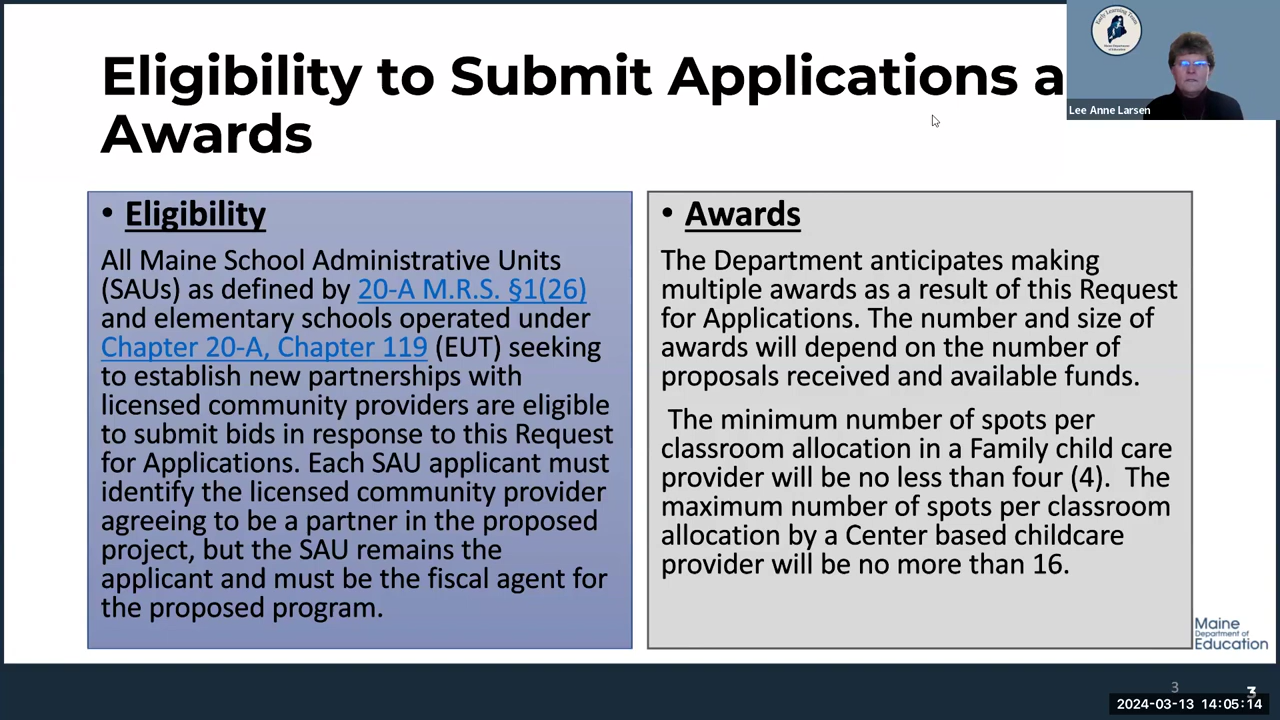 Eligibility to Submit Applications a
Awards
Early Learning Team
Maine Department
of Education
Lee Anne Larsen
• Eligibility
All Maine School Administrative Units
(SAUs) as defined by 20-A M.R.S. §1(26)
and elementary schools operated under
Chapter 20-A, Chapter 119 (EUT) seeking
to establish new partnerships with
licensed community providers are eligible
to submit bids in response to this Request
for Applications. Each SAU applicant must
identify the licensed community provider
agreeing to be a partner in the proposed
project, but the SAU remains the
applicant and must be the fiscal agent for
the proposed program.
• Awards
The Department anticipates making
multiple awards as a result of this Request
for Applications. The number and size of
awards will depend on the number of
proposals received and available funds.
The minimum number of spots per
classroom allocation in a Family child care
provider will be no less than four (4).  The
maximum number of spots per classroom
allocation by a Center based childcare
provider will be no more than 16.
Maine
Department of
Education
3
3
2024-03-13 14:05:14